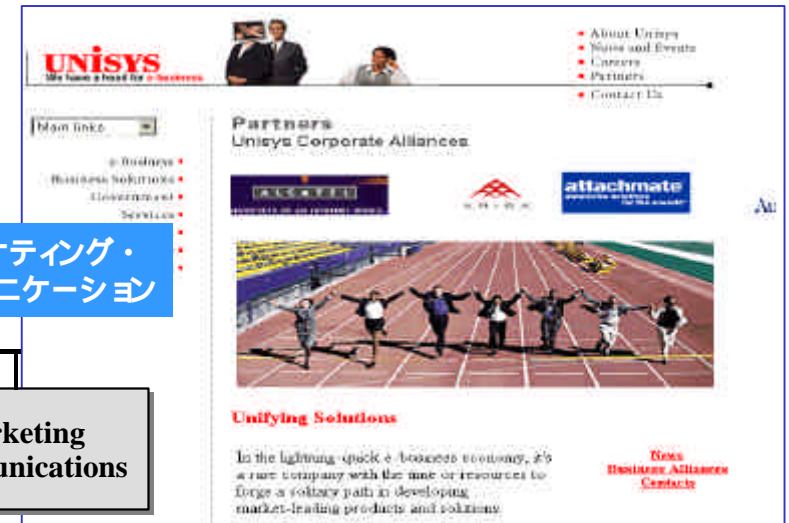 UNISYS
We have a head for e-business
About Unisys
News and Events
Careers
Partners
Contact Us
Main links
e-Business
Business Solutions
Government
Services
Partners
Unisys Corporate Alliances
ALCATEL
ARIBA
attachmate
Au
ケティング・
ニケーション
rketing
unications
Unifying Solutions
In the lightning-quick e-business economy, it's
a rare company with the time or resources to
forge a solitary path in developing
market-leading products and solutions
News
Business Alliances
Contacts